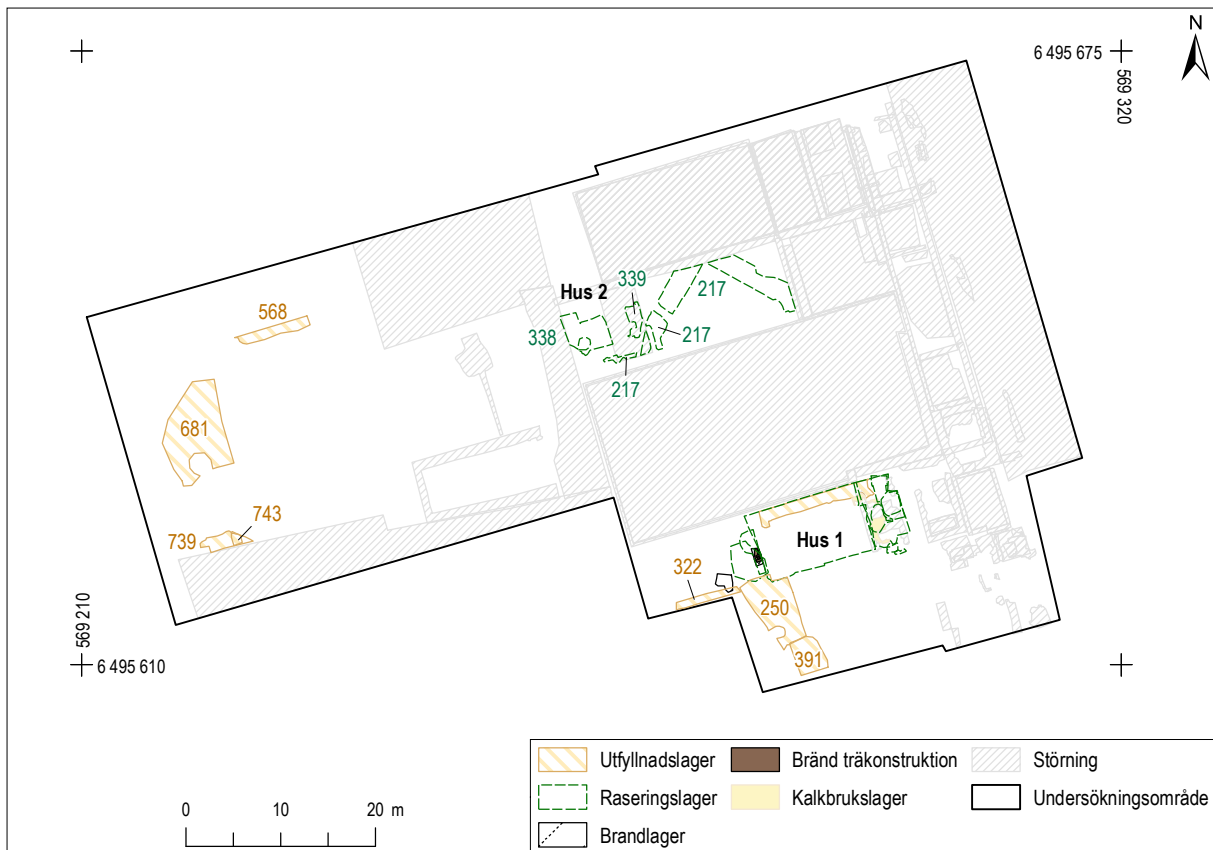 N
6 495 675
569 320
339
Hus 2
217
568
338
217
217
681
743
739
Hus 1
322
250
391
569 210
6 495 610
Utfyllnadslager
Bränd träkonstruktion
Störning
Raseringslager
Kalkbrukslager
Undersökningsområde
Brandlager
0 10 20 m